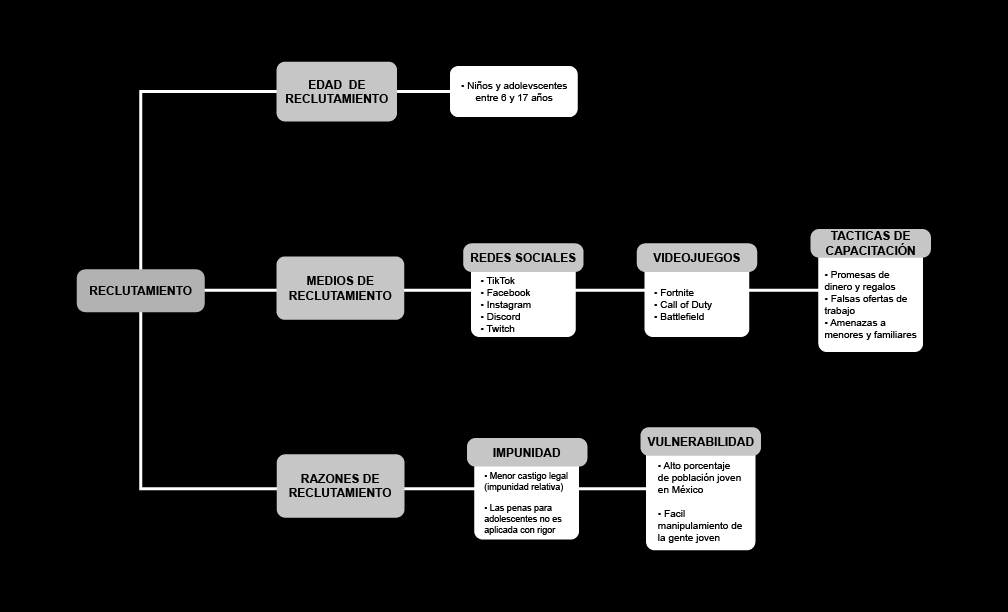 EDAD DE
RECLUTAMIENTO
• Niños y adolevscentes
entre 6 y 17 años
RECLUTAMIENTO
MEDIOS DE
RECLUTAMIENTO
REDES SOCIALES
• TikTok
• Facebook
• Instagram
• Discord
• Twitch
VIDEOJUEGOS
• Fortnite
• Call of Duty
• Battlefield
TACTICAS DE
CAPACITACIÓN
• Promesas de
dinero y regalos
• Falsas ofertas de
trabajo
• Amenazas a
menores y familiares
RAZONES DE
RECLUTAMIENTO
IMPUNIDAD
• Menor castigo legal
(impunidad relativa)
• Las penas para
adolescentes no es
aplicada con rigor
VULNERABILIDAD
• Alto porcentaje
de población joven
en México
• Facil
manipulamiento de
la gente joven